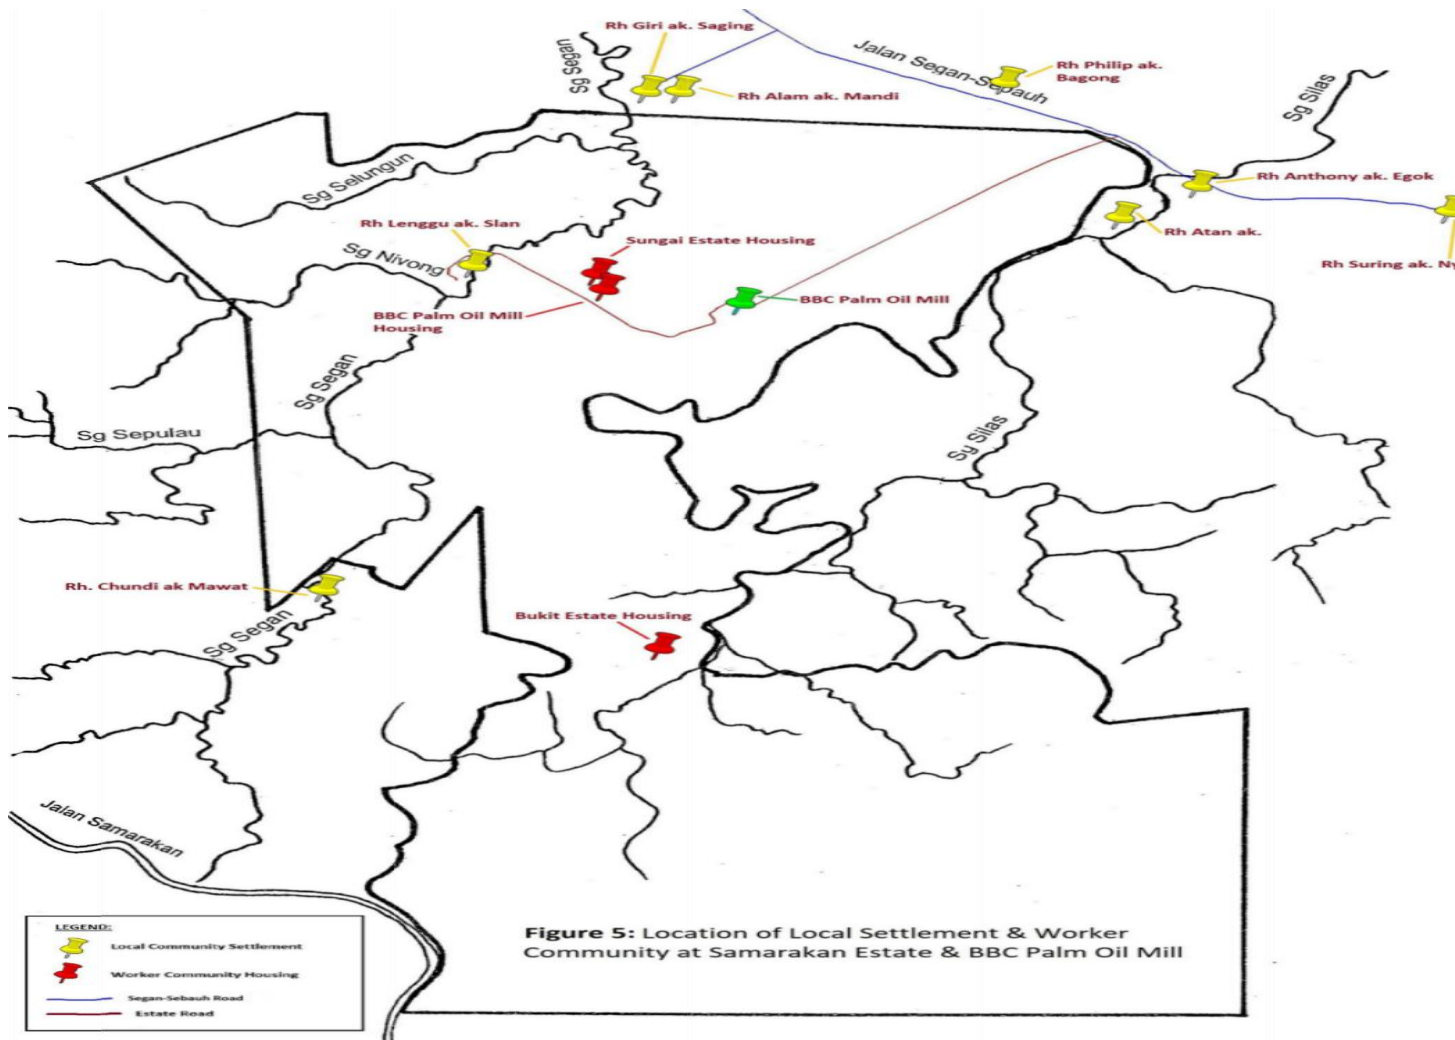 Rh Giri ak. Saging
Sg Segan
Jalan Segan-Sebauh
Rh Philip ak.
Bagong
Rh Alam ak. Mandi
Sg Silas
Sg Selungun
Rh Anthony ak. Egok
Rh Lenggu ak. Slan
Sungai Estate Housing
Rh Atan ak.
Sg Nivong
Rh Suring ak. Ny
BBC Palm Oil Mill
BBC Palm Oil Mill
Housing
Sg Segan
Sg Sepulau
Sg Silas
Rh. Chundi ak Mawat
Bukit Estate Housing
Sg Segan
Jalan Samarakan
LEGEND:
Local Community Settlement
Worker Community Housing
Segan-Sebauh Road
Estate Road
Figure 5: Location of Local Settlement & Worker
Community at Samarakan Estate & BBC Palm Oil Mill